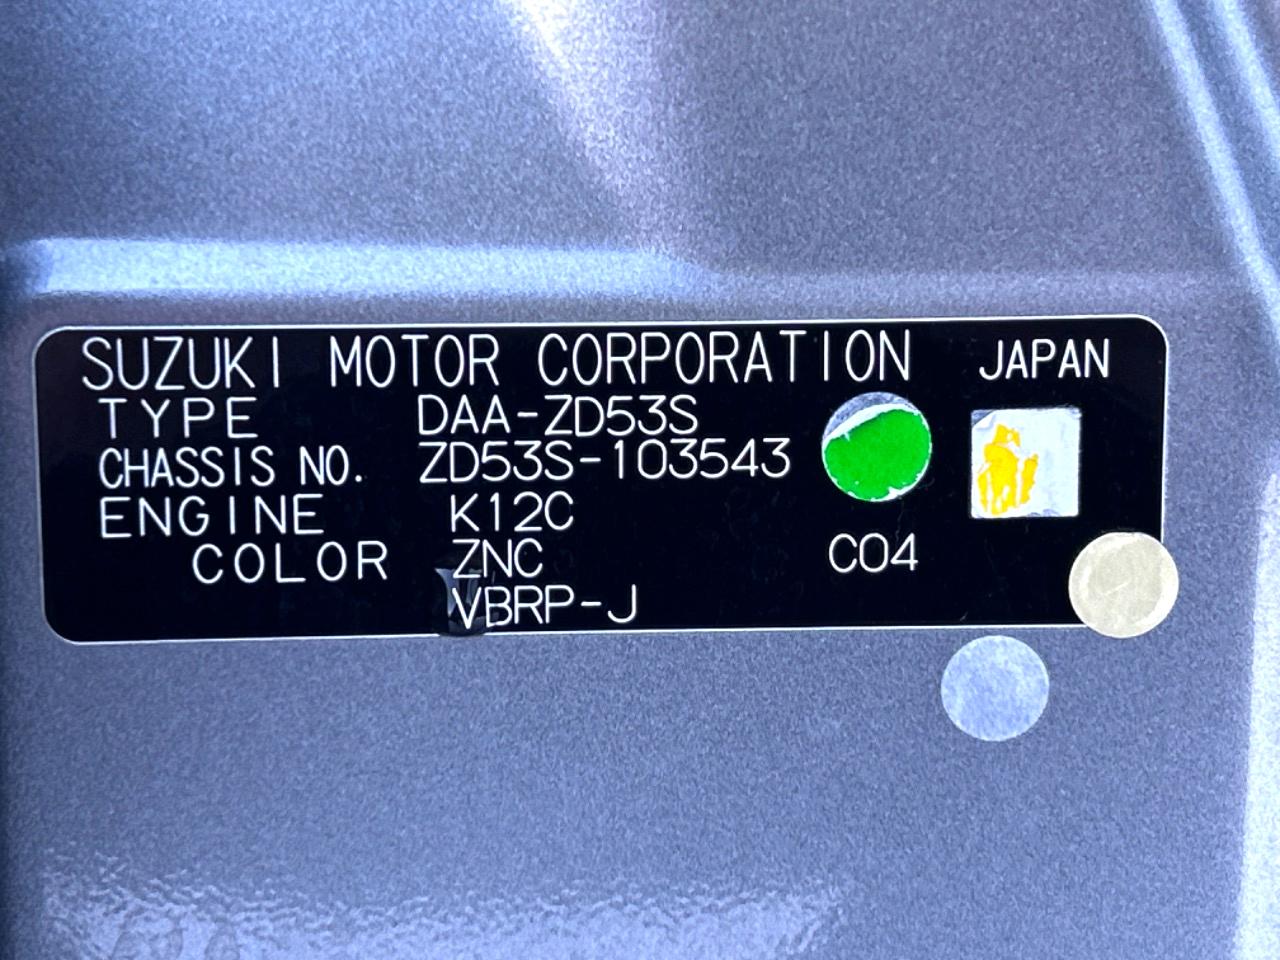 SUZUKI MOTOR CORPORATION JAPAN
TYPE DAA-ZD53S
CHASSIS NO. ZD53S-103543
ENGINE K12C
COLOR ZNC C04
VBRP-J